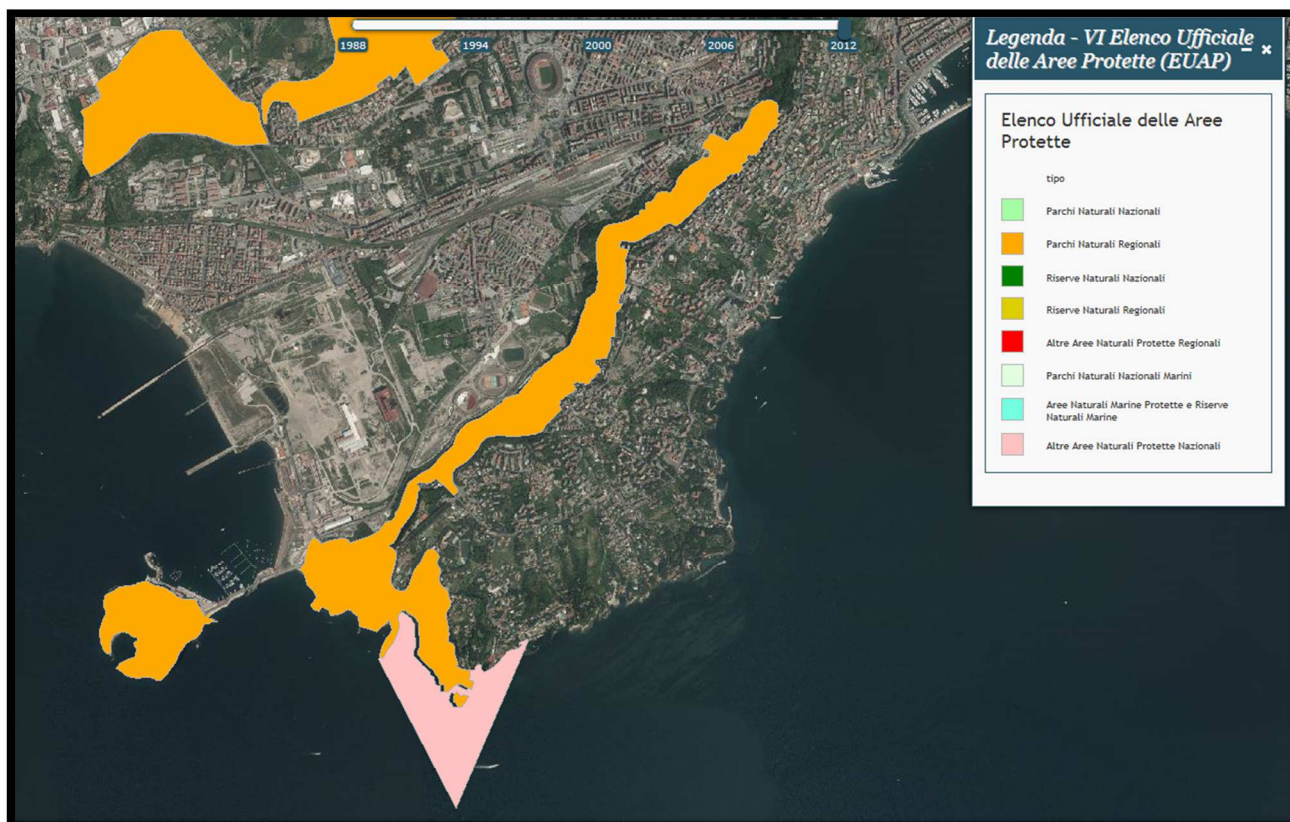 1988 1994 2000 2006 2012
Legenda - VI Elenco Ufficiale
delle Aree Protette (EUAP)
Elenco Ufficiale delle Aree
Protette
tipo
Parchi Naturali Nazionali
Parchi Naturali Regionali
Riserve Naturali Nazionali
Riserve Naturali Regionali
Altre Aree Naturali Protette Regionali
Parchi Naturali Nazionali Marini
Aree Naturali Marine Protette e Riserve
Naturali Marine
Altre Aree Naturali Protette Nazionali